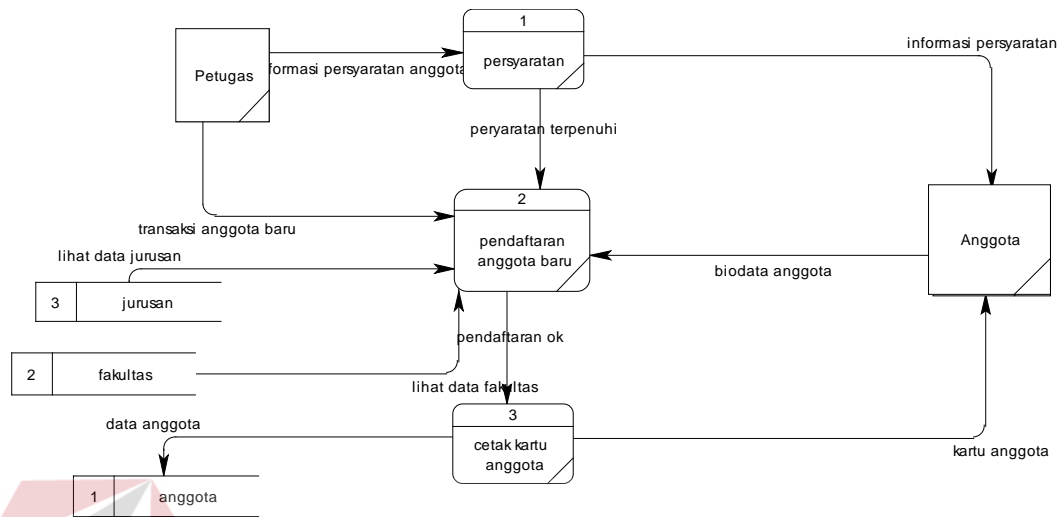 1
persyaratan
Petugas
formasi persyaratan anggota
informasi persyaratan
peryaratan terpenuhi
2
pendaftaran
anggota baru
transaksi anggota baru
Anggota
biodata anggota
lihat data jurusan
3
jurusan
pendaftaran ok
2
fakultas
lihat data fakultas
3
cetak kartu
anggota
data anggota
kartu anggota
1
anggota